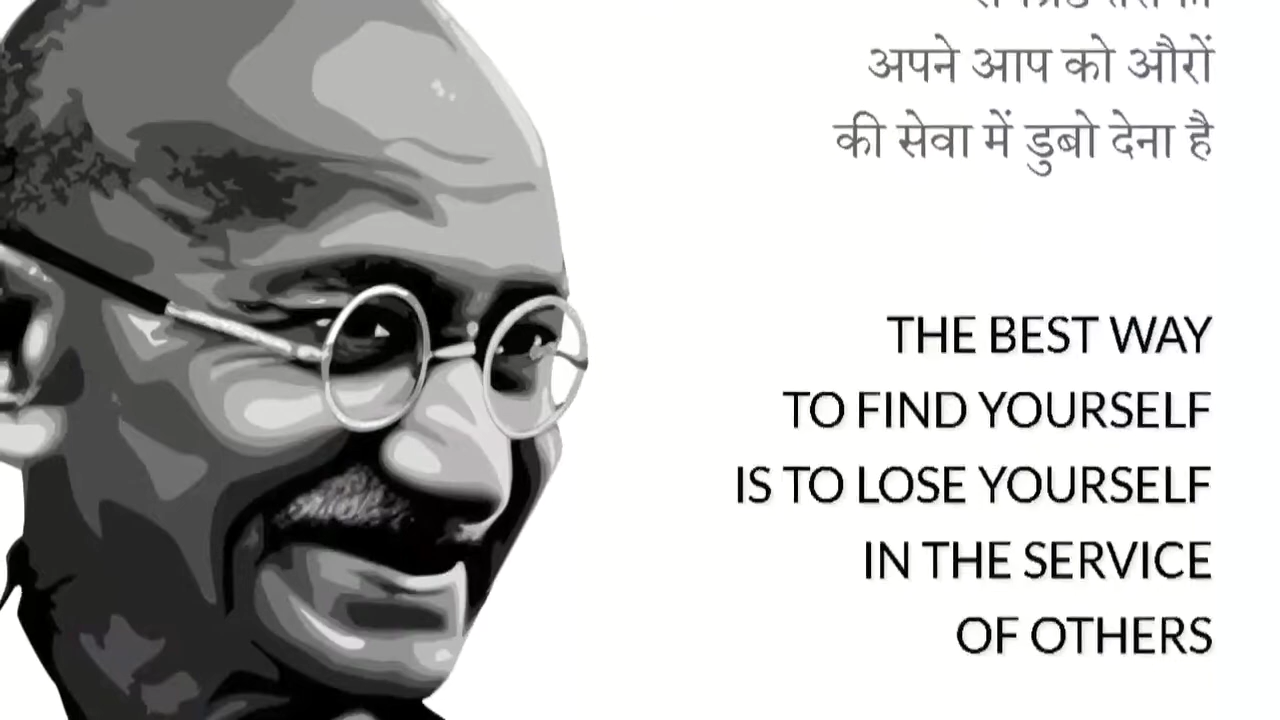 अपने आप को औरों
की सेवा में डुबो देना है
THE BEST WAY
TO FIND YOURSELF
IS TO LOSE YOURSELF
IN THE SERVICE
OF OTHERS